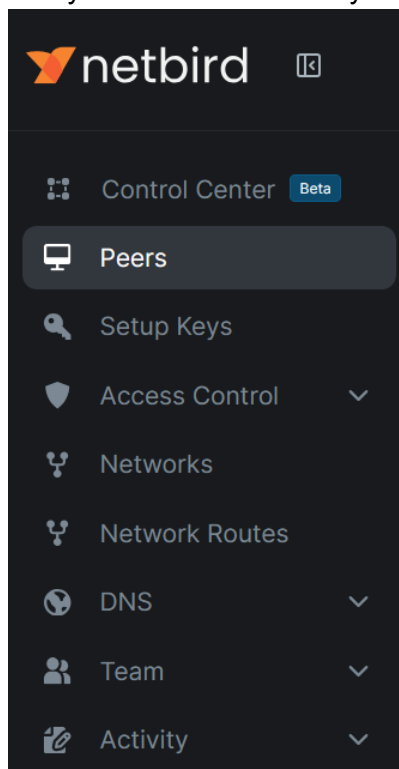 netbird
Control Center Beta
Peers
Setup Keys
Access Control
Networks
Network Routes
DNS
Team
Activity